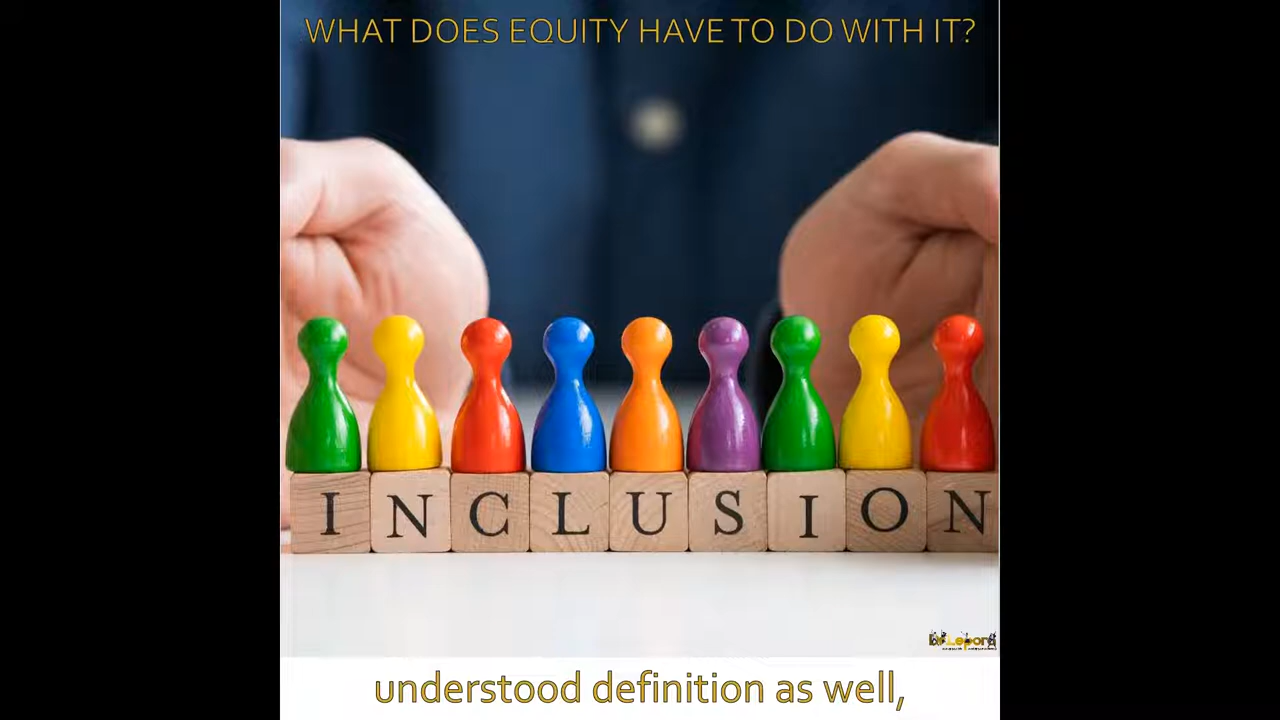 WHAT DOES EQUITY HAVE TO DO WITH IT?
INCLUSION
understood definition as well,